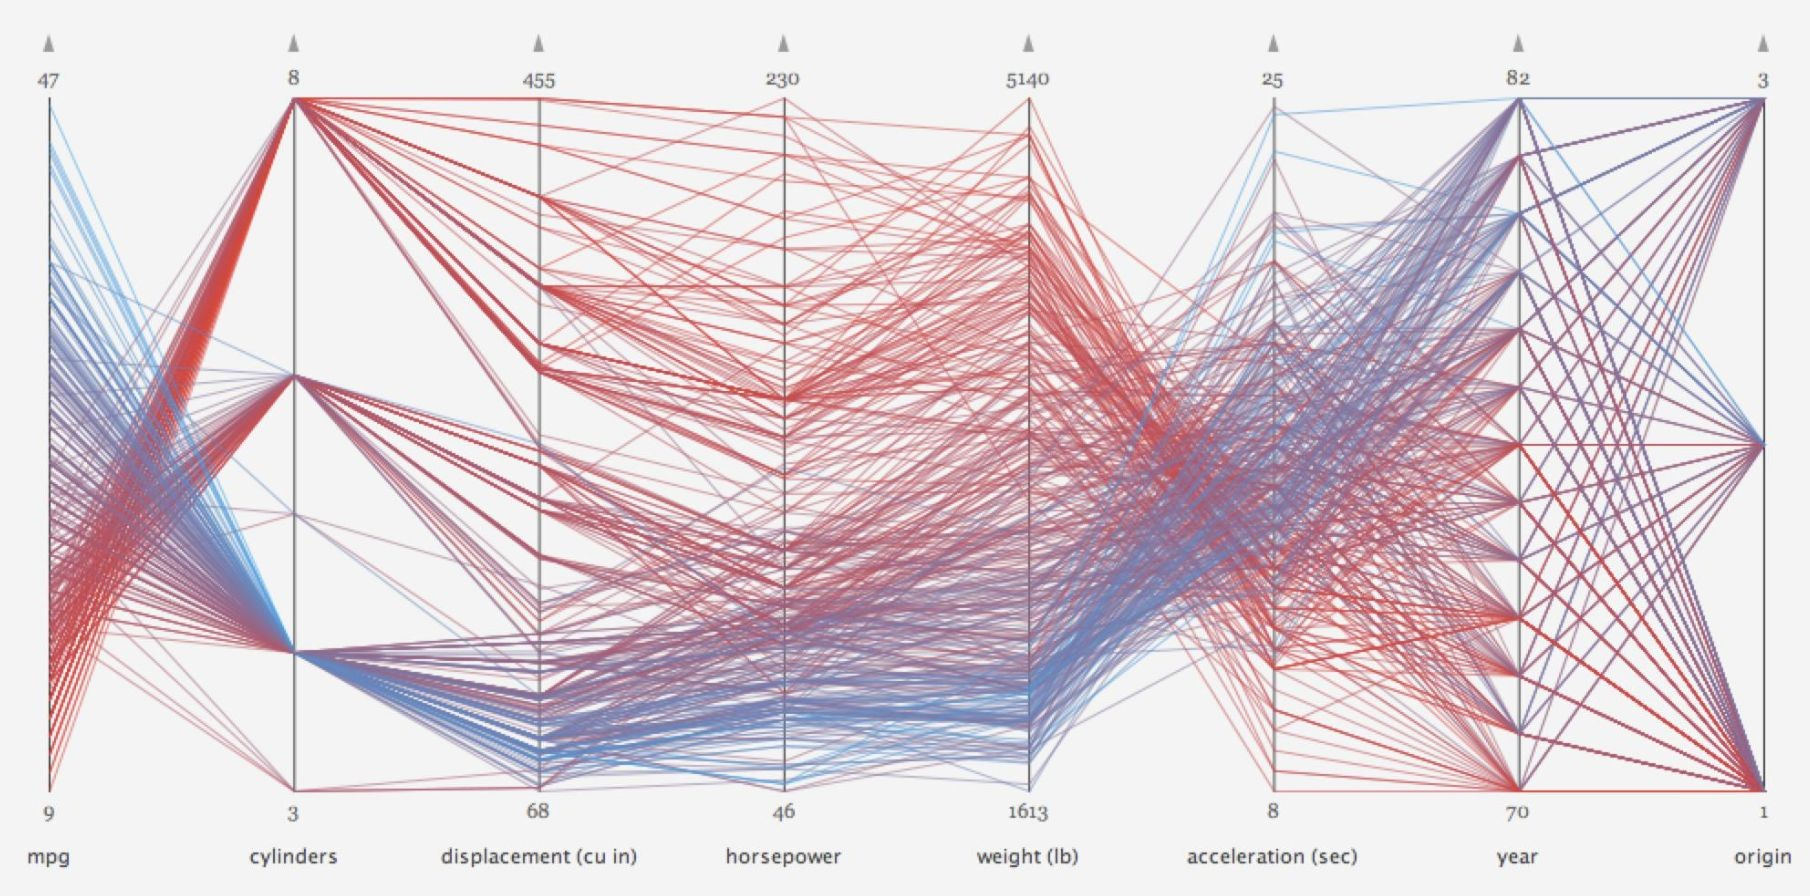 47 8 455 230 5140 25 82 3
9 3 68 46 1613 8 70 1
mpg cylinders displacement (cu in) horsepower weight (lb) acceleration (sec) year origin